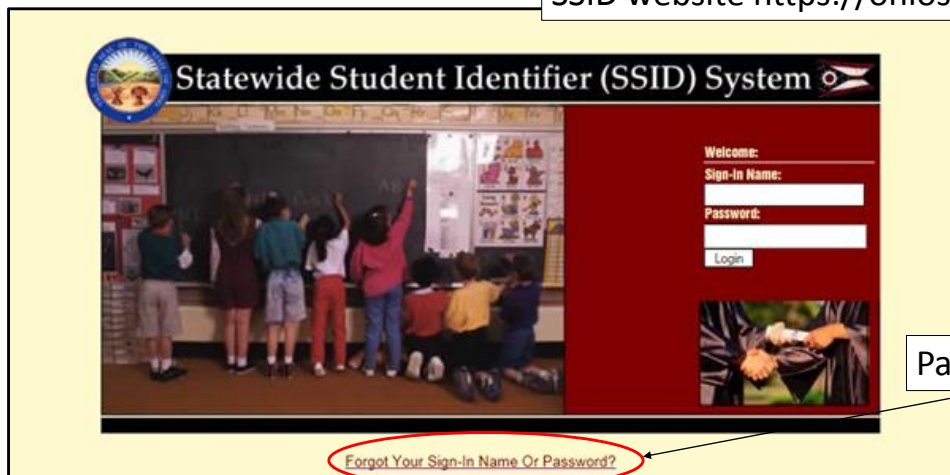 SSID website https://ohios
Statewide Student Identifier (SSID) System
Welcome:
Sign-In Name:
Password:
Login
Pa
Forgot Your Sign-In Name Or Password?